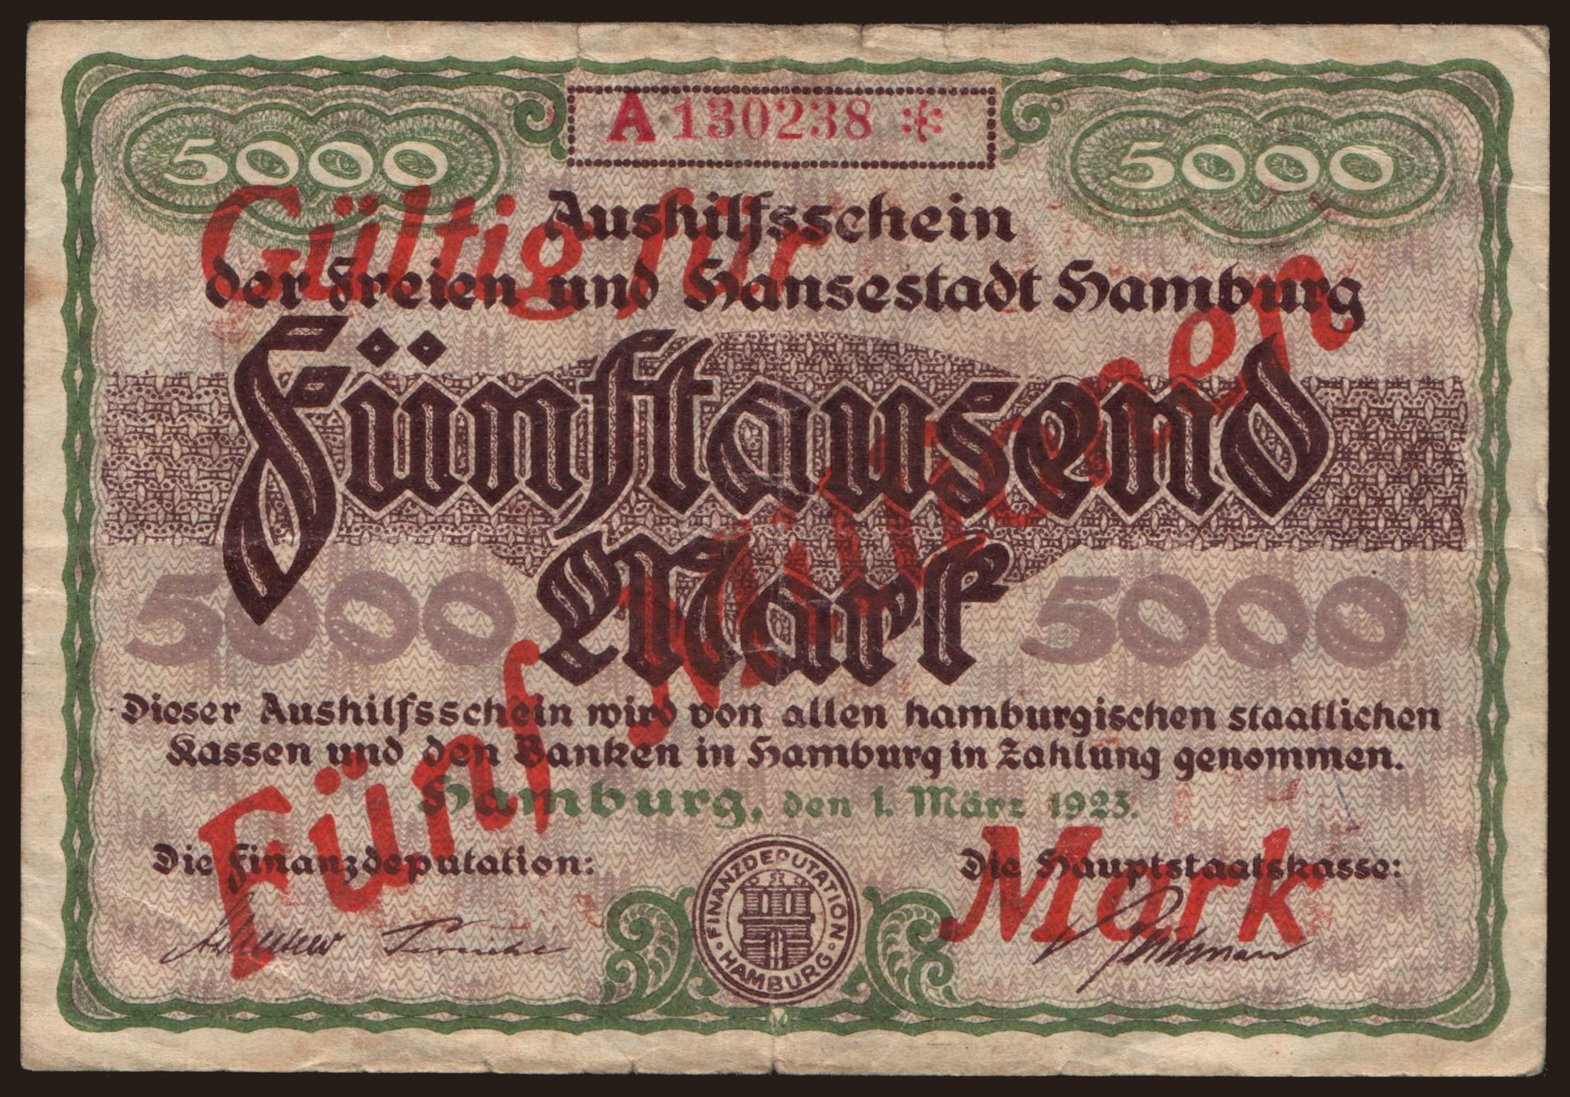 A 130238 *
5000
5000
Aushilfsschein
der Freien und Hansestadt Hamburg
Fünftausend
Mark
5000
5000
Dieser Aushilfsschein wird von allen hamburgischen staatlichen
Kassen und den Banken in Hamburg in Zahlung genommen.
Hamburg, den 1. März 1923.
Die Finanzdeputation:
Die Hauptstaatskasse:
FINANZDEPUTATION
HAMBURG
Gültig für
Fünf Millionen
Mark